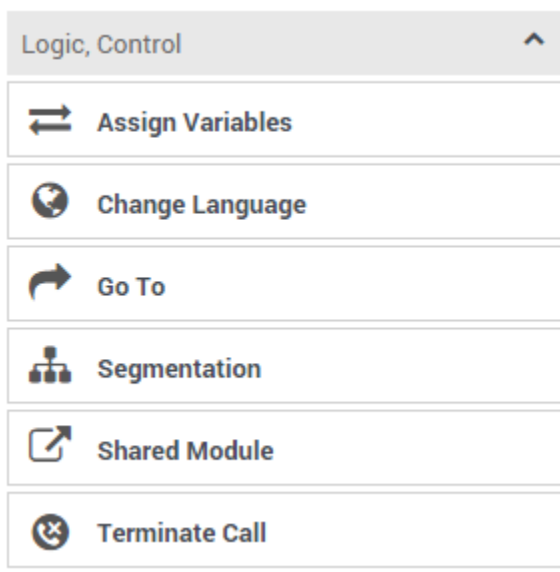 Logic, Control
Assign Variables
Change Language
Go To
Segmentation
Shared Module
Terminate Call